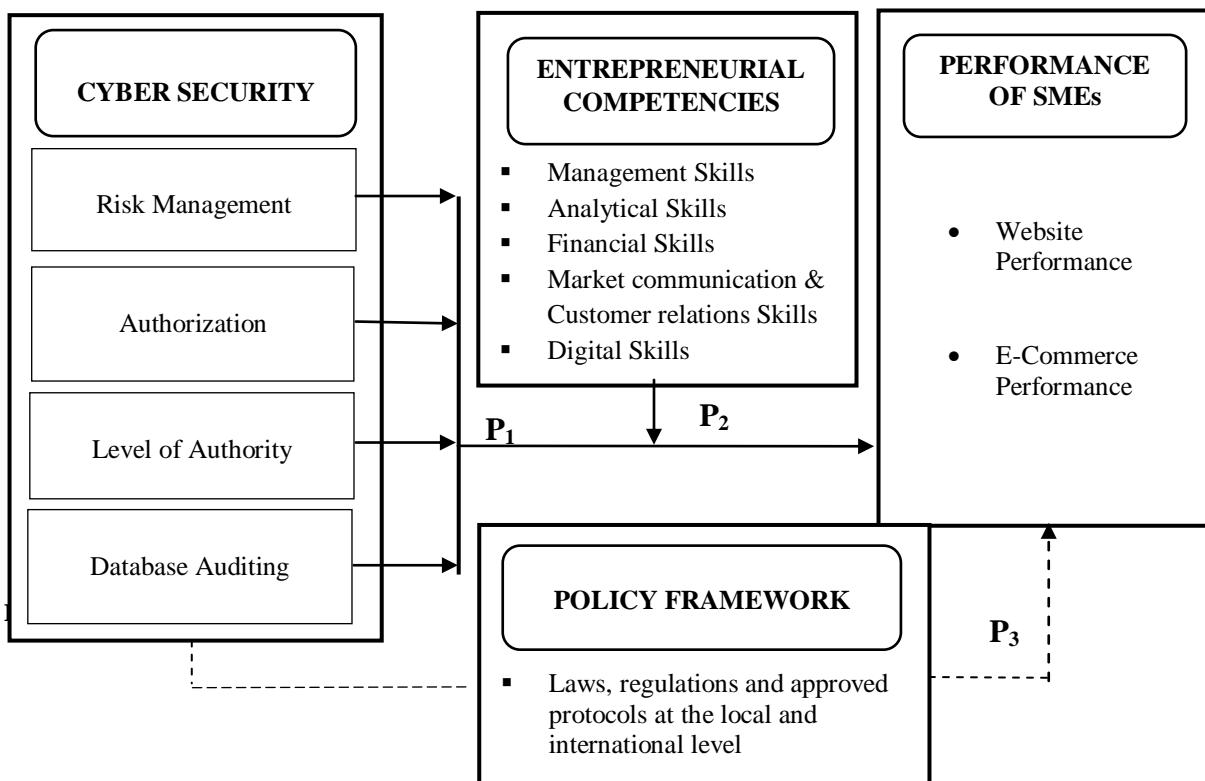 CYBER SECURITY
Risk Management
Authorization
Level of Authority
Database Auditing
ENTREPRENEURIAL
COMPETENCIES
▪ Management Skills
▪ Analytical Skills
▪ Financial Skills
▪ Market communication &
Customer relations Skills
▪ Digital Skills
P₁
P₂
PERFORMANCE
OF SMEs
• Website
Performance
• E-Commerce
Performance
POLICY FRAMEWORK
▪ Laws, regulations and approved
protocols at the local and
international level
P₃